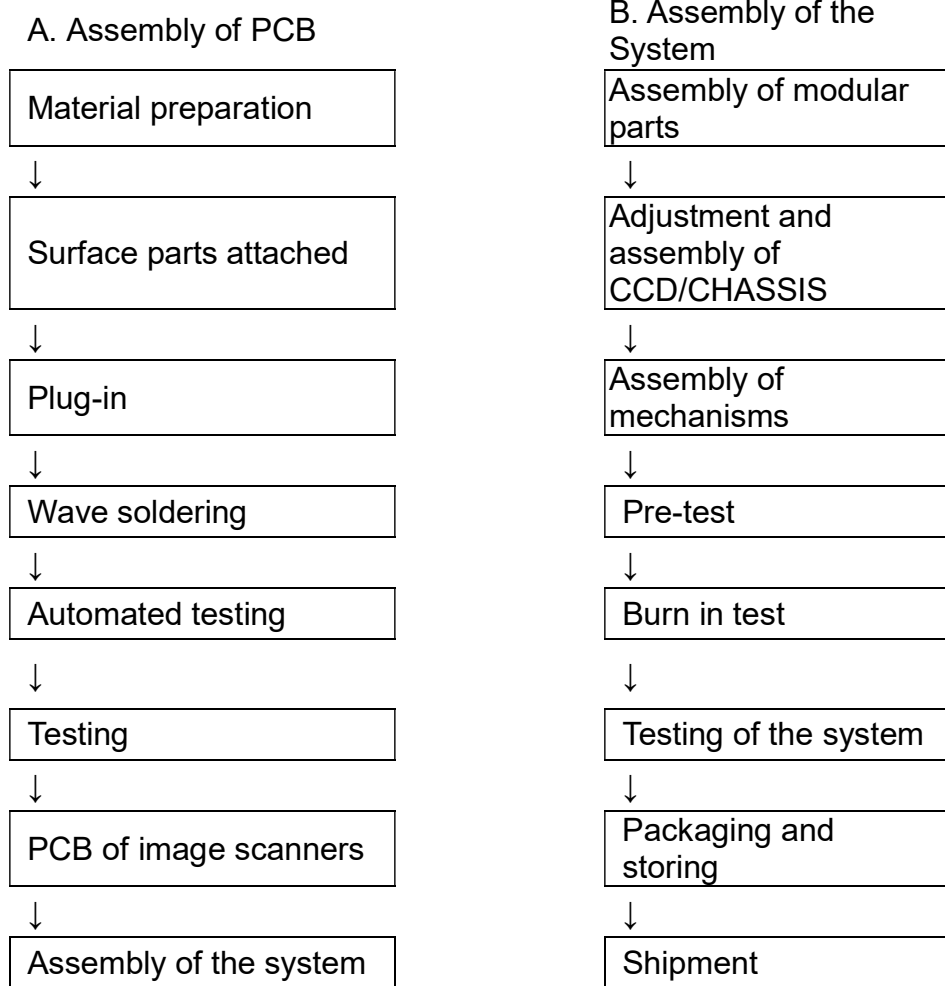 A. Assembly of PCB
Material preparation
↓
Surface parts attached
↓
Plug-in
↓
Wave soldering
↓
Automated testing
↓
Testing
↓
PCB of image scanners
↓
Assembly of the system
B. Assembly of the
System
Assembly of modular
parts
↓
Adjustment and
assembly of
CCD/CHASSIS
↓
Assembly of
mechanisms
↓
Pre-test
↓
Burn in test
↓
Testing of the system
↓
Packaging and
storing
↓
Shipment